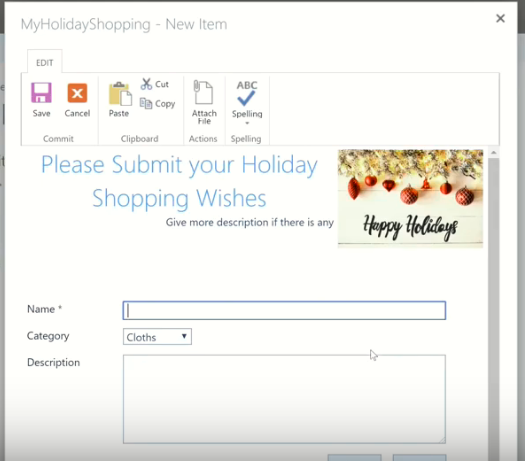 MyHolidayShopping - New Item
EDIT
Save
Cancel
Paste
Cut
Copy
Attach
File
ABC
Spelling
Commit
Clipboard
Actions
Spelling
Please Submit your Holiday
Shopping Wishes
Give more description if there is any
Happy Holidays
Name *
Category
Cloths
Description